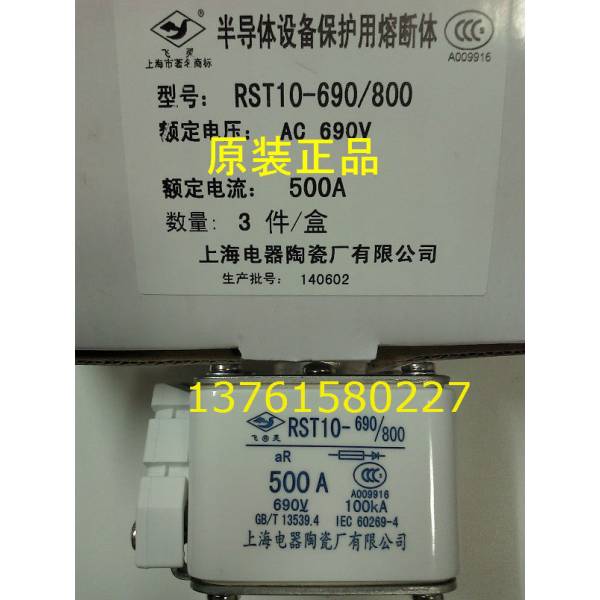 飞灵
上海市著名商标
半导体设备保护用熔断体
CCC
A009916
型号: RST10-690/800
额定电压: AC 690V
原装正品
额定电流: 500A
数量: 3 件/盒
上海电器陶瓷厂有限公司
生产批号: 140602
13761580227
飞灵
RST10-690/800
aR
500A
CCC
A009916
690V 100kA
GB/T 13539.4 IEC 60269-4
上海电器陶瓷厂有限公司